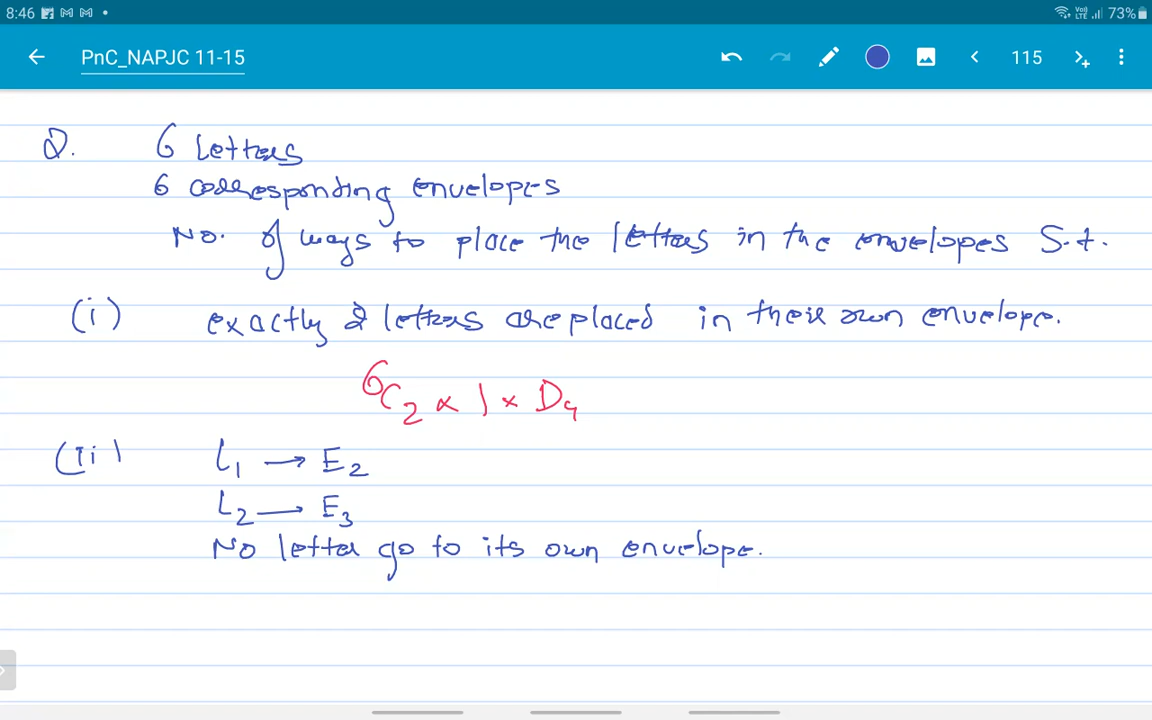 8:46 73%
PnC_NAPJC 11-15 115
Q. 6 Letters
6 corresponding envelopes
No. of ways to place the letters in the envelopes S.t.
(i) exactly 2 letters are placed in their own envelope.
⁶C₂ × 1 × D₄
(ii) L₁ → E₂
L₂ → E₃
No letter go to its own envelope.